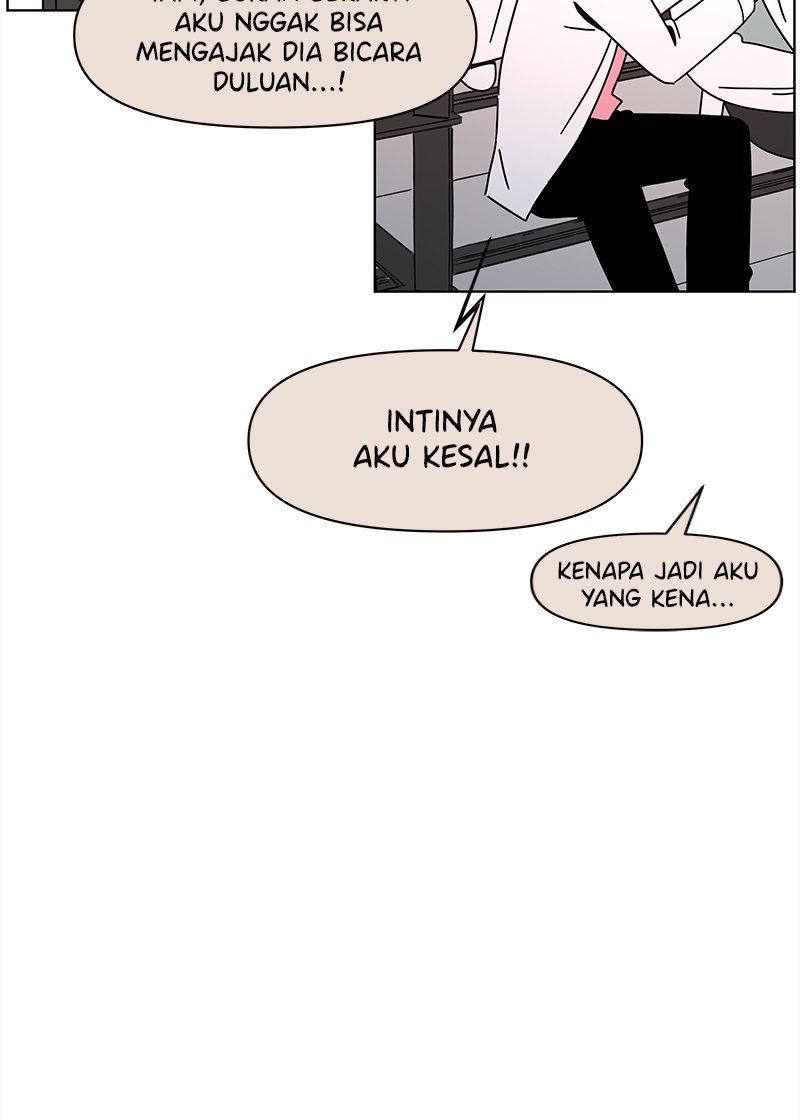 AKU NGGAK BISA
MENGAJAK DIA BICARA
DULUAN...!
INTINYA
AKU KESAL!!
KENAPA JADI AKU
YANG KENA...